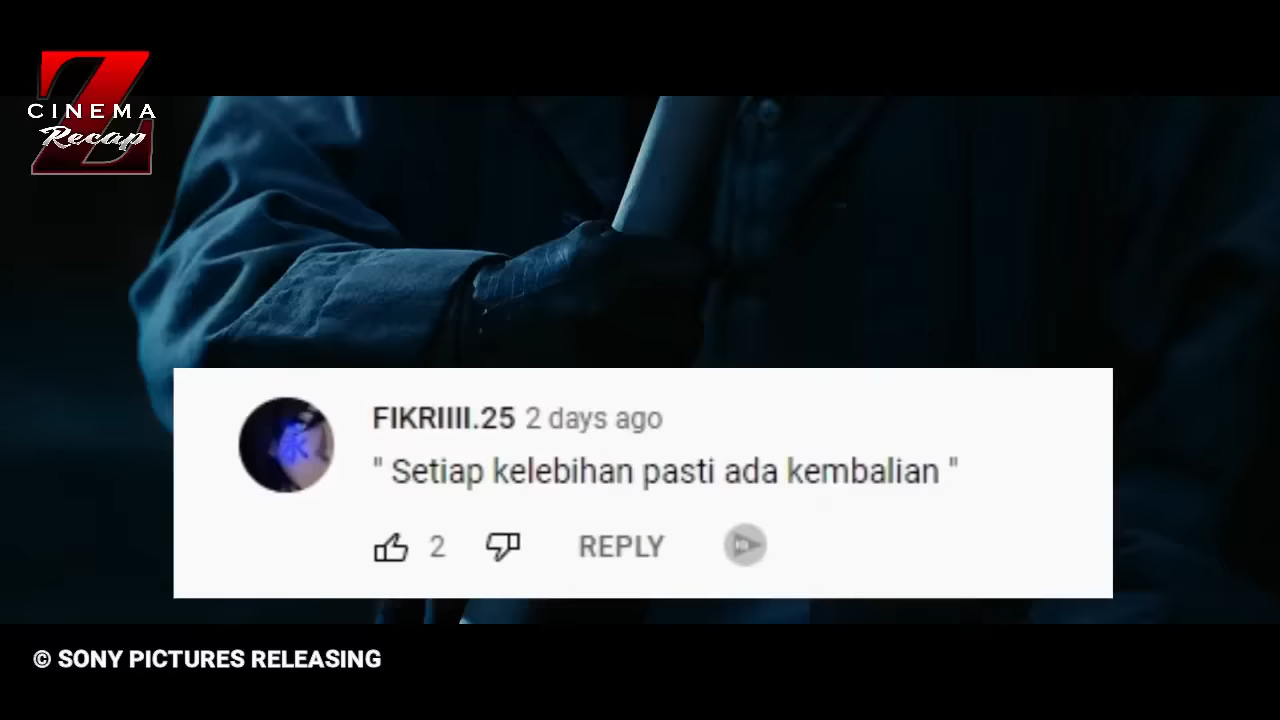 Z
CINEMA
Recap
FIKRIIII.25 2 days ago
" Setiap kelebihan pasti ada kembalian "
2
REPLY
© SONY PICTURES RELEASING